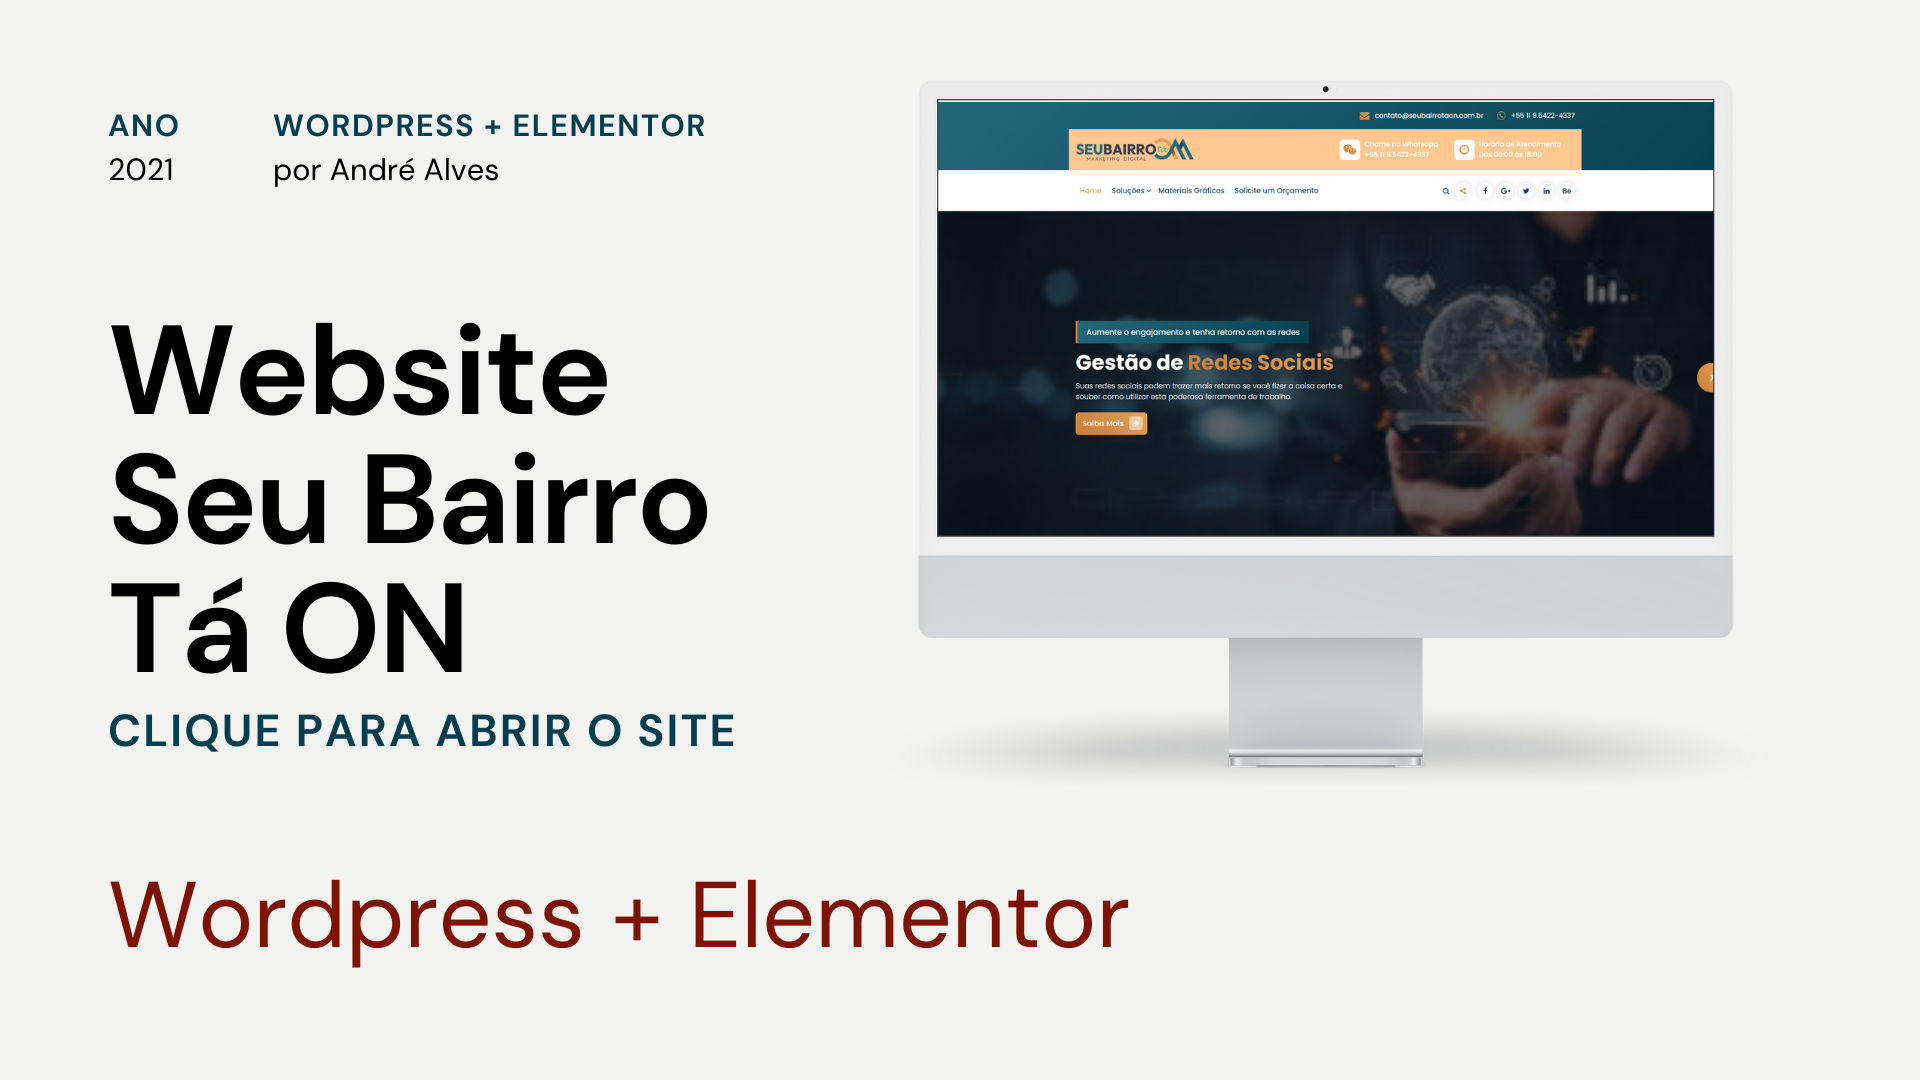 ANO
2021
WORDPRESS + ELEMENTOR
por André Alves
Website
Seu Bairro
Tá ON
CLIQUE PARA ABRIR O SITE
contato@seubairrotaon.com.br
+55 11 9.5422-4337
SEUBAIRRO tá ON
MARKETING DIGITAL
Chame no Whatsapp
+55 11 9.5422-4337
Horário de Atendimento
Das 08:00 às 18:00
Home Soluções Materiais Gráficos Solicite um Orçamento
Aumente o engajamento e tenha retorno com as redes
Gestão de Redes Sociais
Suas redes sociais podem trazer mais retorno se você fizer a coisa certa e
souber como utilizar esta poderosa ferramenta de trabalho.
Saiba Mais
Wordpress + Elementor